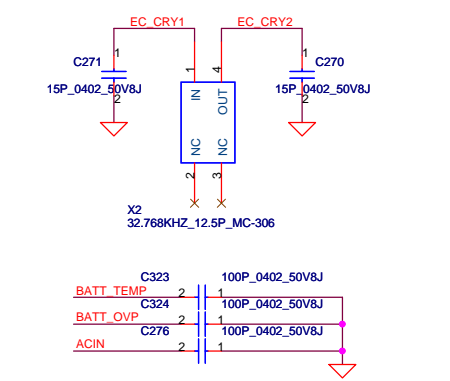 EC_CRY1 EC_CRY2
C271 1 1 C270
1 4
15P_0402_50V8J 15P_0402_50V8J
2 2
IN OUT
NC NC
2 3
X2
32.768KHZ_12.5P_MC-306
C323 100P_0402_50V8J
BATT_TEMP 2 1
C324 100P_0402_50V8J
BATT_OVP 2 1
C276 100P_0402_50V8J
ACIN 2 1